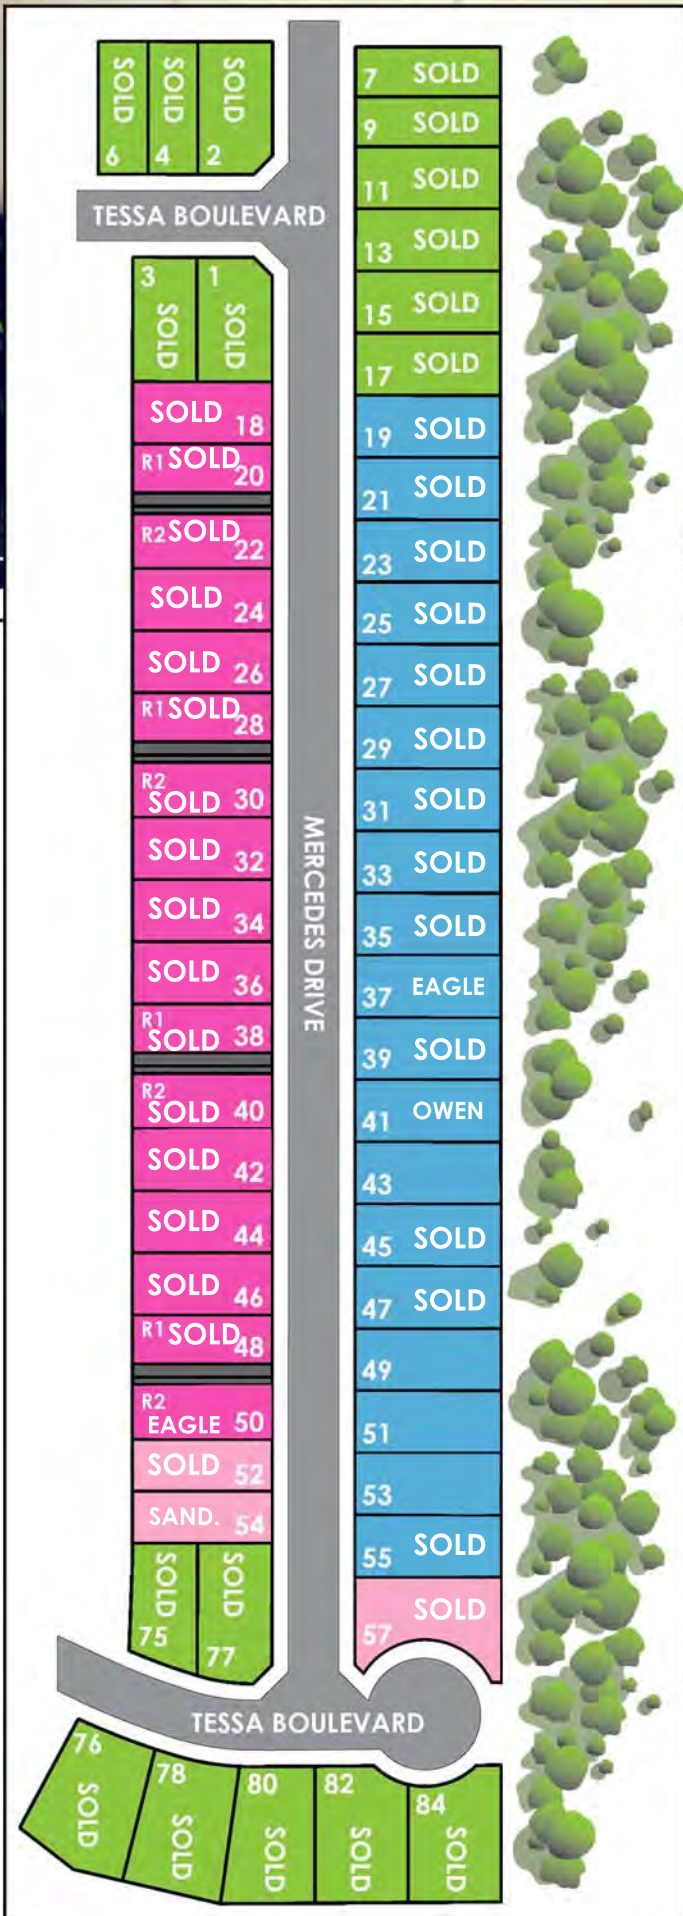 SOLD 6
SOLD 4
SOLD 2
TESSA BOULEVARD
3 SOLD
1 SOLD
SOLD 18
R1 SOLD 20
R2 SOLD 22
SOLD 24
SOLD 26
R1 SOLD 28
R2 SOLD 30
SOLD 32
SOLD 34
SOLD 36
R1 SOLD 38
R2 SOLD 40
SOLD 42
SOLD 44
SOLD 46
R1 SOLD 48
R2 EAGLE 50
SOLD 52
SAND. 54
SOLD 75
SOLD 77
MERCEDES DRIVE
7 SOLD
9 SOLD
11 SOLD
13 SOLD
15 SOLD
17 SOLD
19 SOLD
21 SOLD
23 SOLD
25 SOLD
27 SOLD
29 SOLD
31 SOLD
33 SOLD
35 SOLD
37 EAGLE
39 SOLD
41 OWEN
43
45 SOLD
47 SOLD
49
51
53
55 SOLD
57 SOLD
TESSA BOULEVARD
76 SOLD
78 SOLD
80 SOLD
82 SOLD
84 SOLD